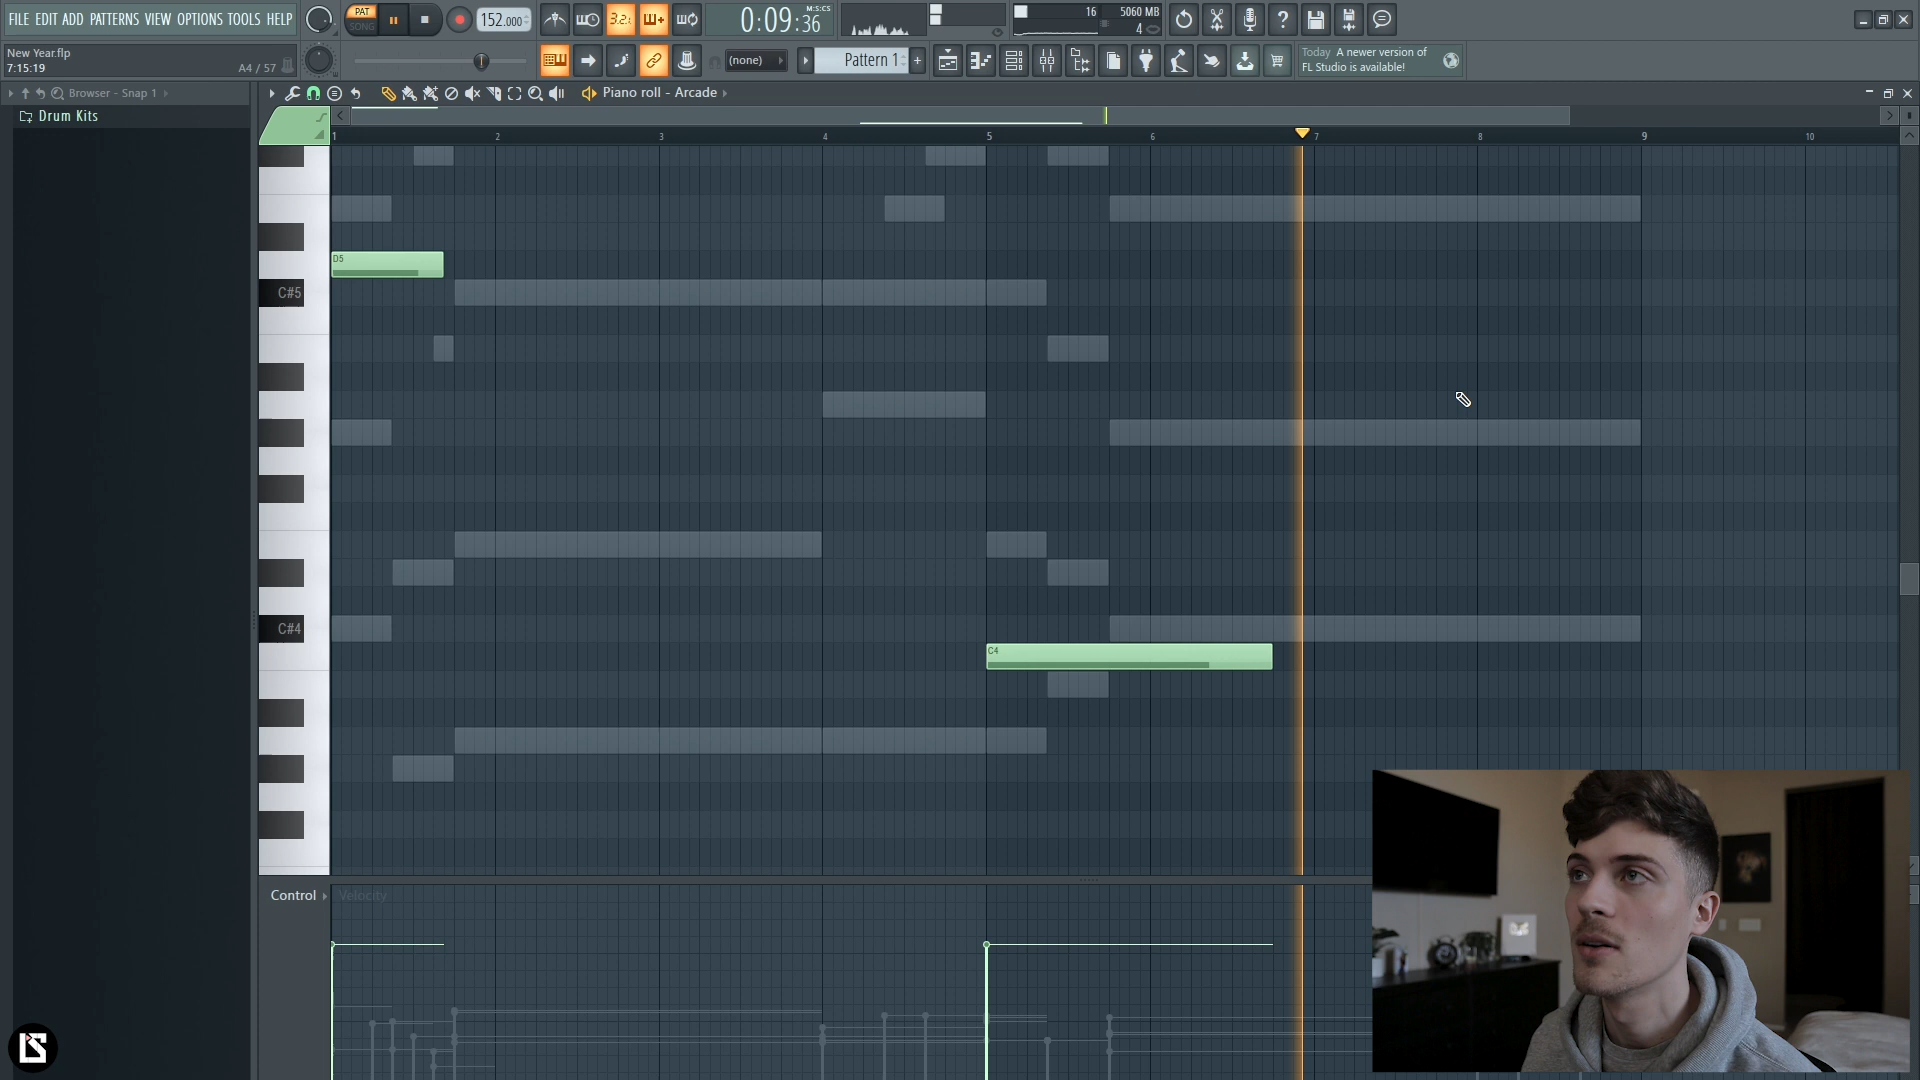 FILE EDIT ADD PATTERNS VIEW OPTIONS TOOLS HELP
PAT
SONG
152.000
3.2.
0:09:36
M:S:CS
16
5060 MB
4
New Year.flp
7:15:19
A4 / 57
(none)
Pattern 1
+
Today A newer version of
FL Studio is available!
Browser - Snap 1
Piano roll - Arcade
Drum Kits
1 2 3 4 5 6 7 8 9 10
D5
C#5
C#4
C4
Control
Velocity
LS